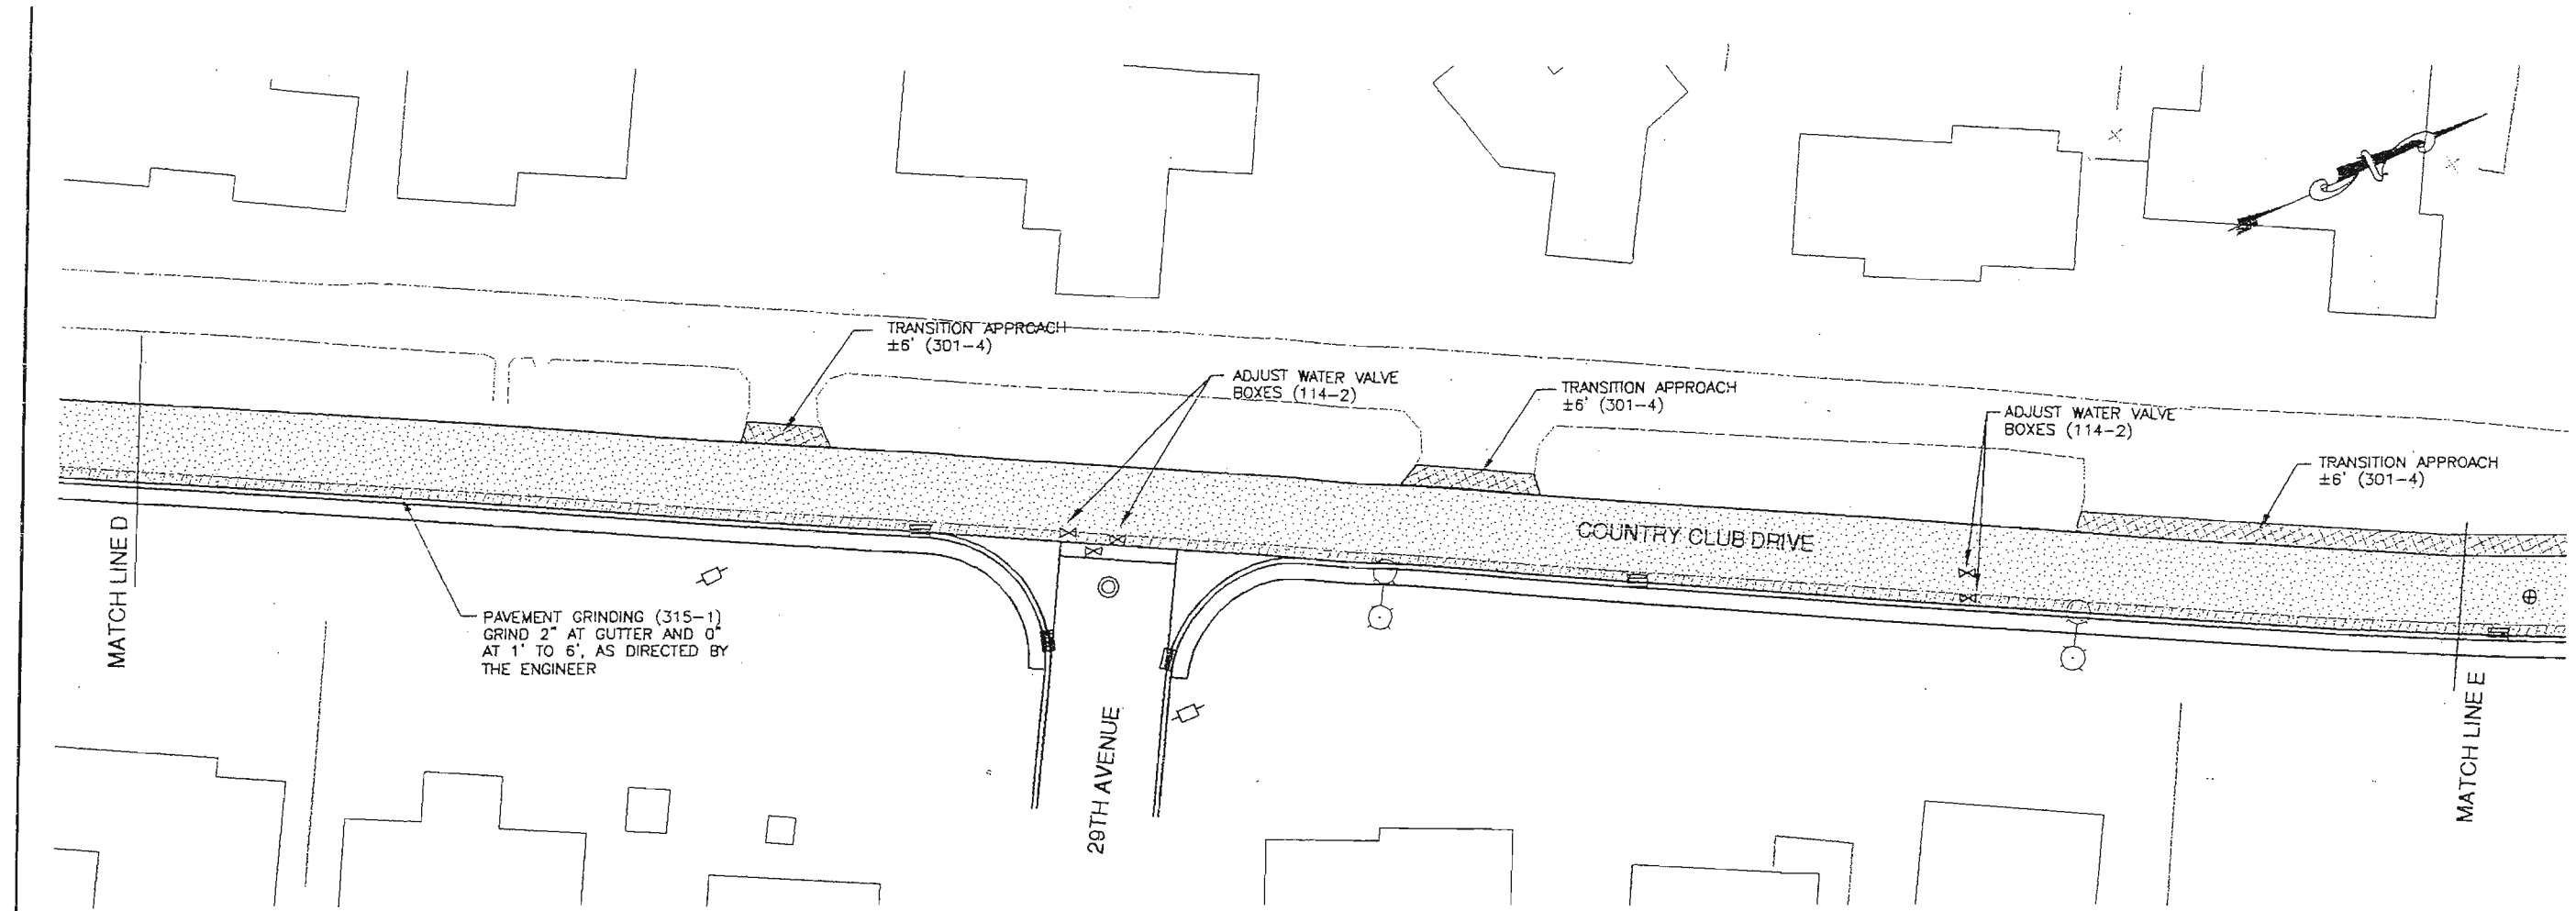 TRANSITION APPROACH
±6' (301-4)
ADJUST WATER VALVE
BOXES (114-2)
TRANSITION APPROACH
±6' (301-4)
ADJUST WATER VALVE
BOXES (114-2)
TRANSITION APPROACH
±6' (301-4)
COUNTRY CLUB DRIVE
MATCH LINE D
PAVEMENT GRINDING (315-1)
GRIND 2" AT GUTTER AND 0"
AT 1' TO 6', AS DIRECTED BY
THE ENGINEER
29TH AVENUE
MATCH LINE E